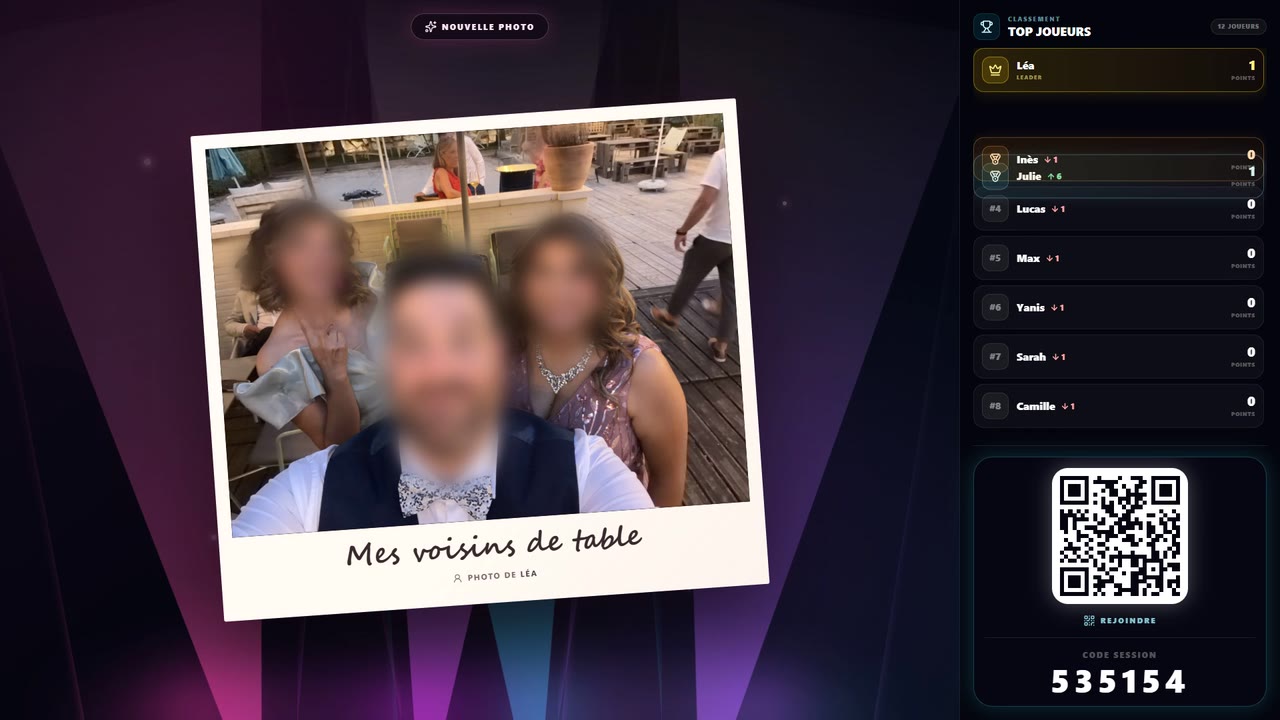 NOUVELLE PHOTO
Mes voisins de table
PHOTO DE LÉA
CLASSEMENT
TOP JOUEURS
12 JOUEURS
Léa
LEADER
1
POINTS
Inès ↓1
0
POINTS
Julie ↑6
1
POINTS
#4 Lucas ↓1
0
POINTS
#5 Max ↓1
0
POINTS
#6 Yanis ↓1
0
POINTS
#7 Sarah ↓1
0
POINTS
#8 Camille ↓1
0
POINTS
REJOINDRE
CODE SESSION
535154